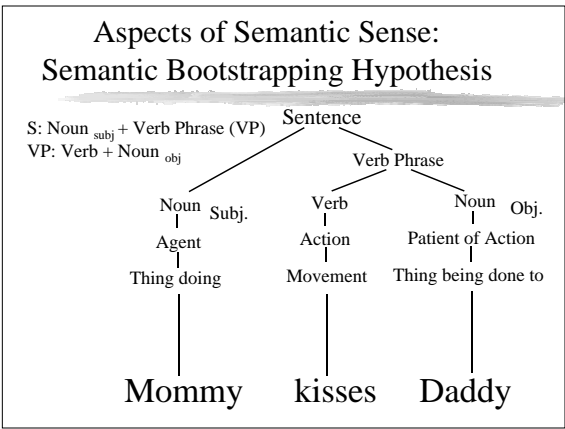 Aspects of Semantic Sense:
Semantic Bootstrapping Hypothesis
S: Noun subj + Verb Phrase (VP)
VP: Verb + Noun obj
Sentence
Verb Phrase
Noun Subj.
Verb
Noun Obj.
Agent
Action
Patient of Action
Thing doing
Movement
Thing being done to
Mommy kisses Daddy